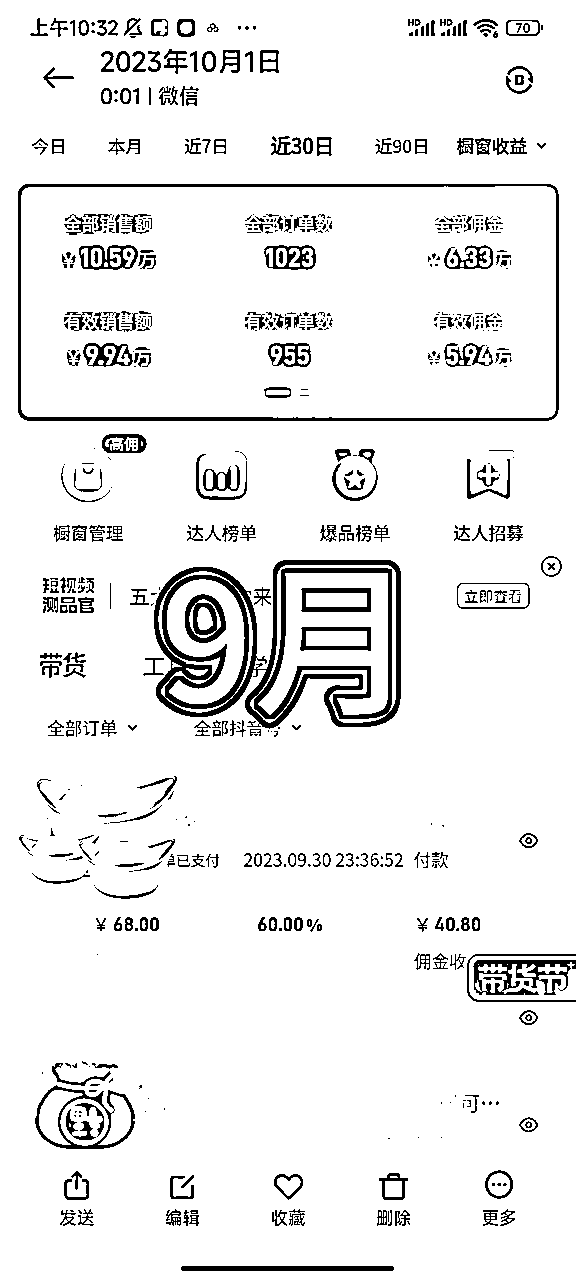 上午10:32 ···
70
2023年10月1日
0:01 | 微信
今日 本月 近7日 近30日 近90日 橱窗收益
全部销售额 全部订单数 全部佣金
¥10.59万 1023 ¥6.33万
有效销售额 有效订单数 有效佣金
¥9.94万 955 ¥5.94万
高佣
橱窗管理 达人榜单 爆品榜单 达人招募
短视频
测品官
五 来 立即查看
9月
带货 工 学
全部订单 全部抖音号
单已支付 2023.09.30 23:36:52 付款
¥ 68.00 60.00% ¥ 40.80
佣金收
带货节
可···
发送 编辑 收藏 删除 更多